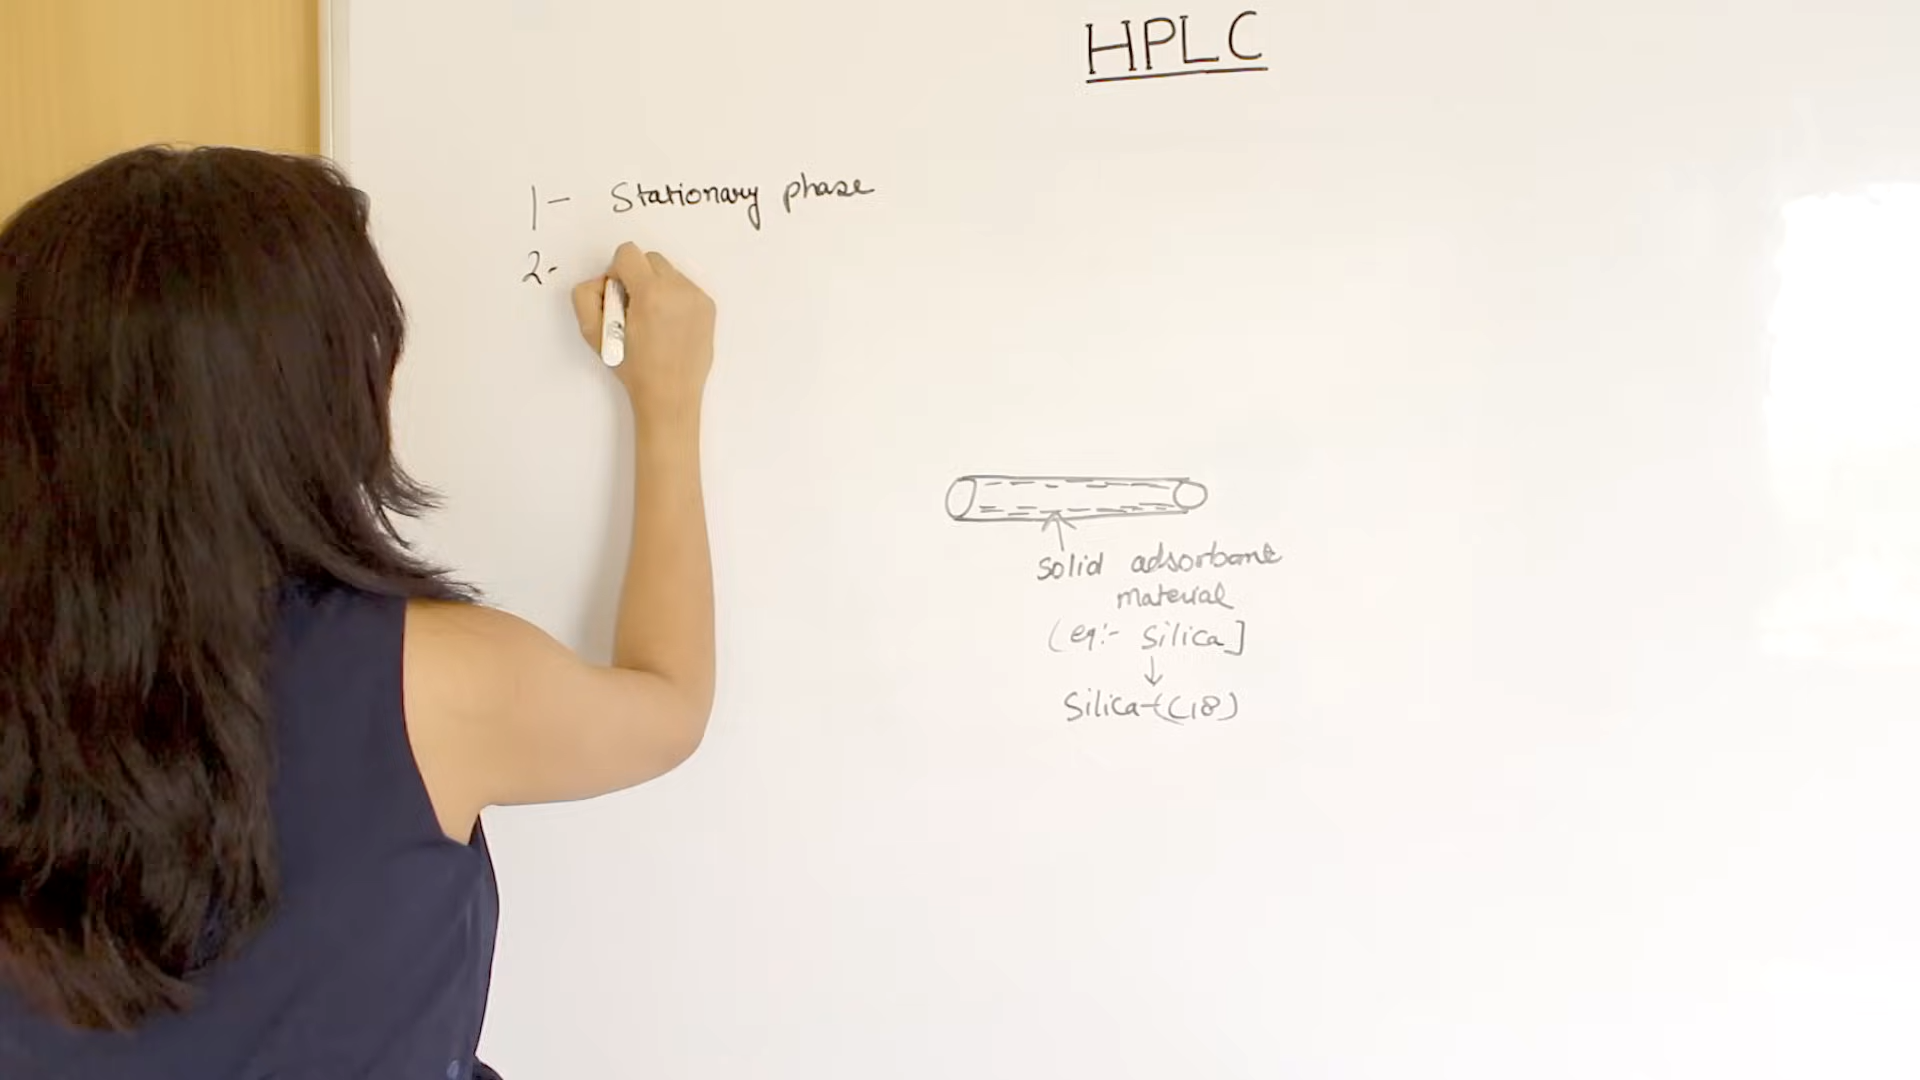 HPLC
1- Stationary phase
2-
solid adsorbant
material
(eg:- Silica]
↓
Silica-(C18)